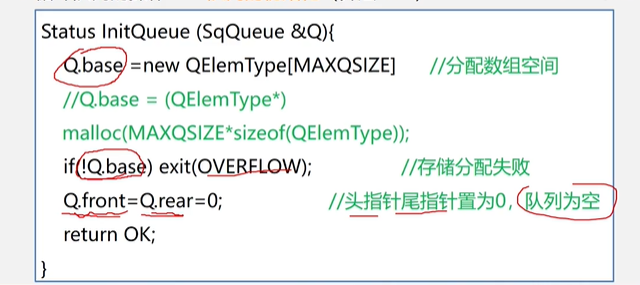 Status InitQueue (SqQueue &Q){
Q.base =new QElemType[MAXQSIZE] //分配数组空间
//Q.base = (QElemType*)
malloc(MAXQSIZE*sizeof(QElemType));
if(!Q.base) exit(OVERFLOW); //存储分配失败
Q.front=Q.rear=0; //头指针尾指针置为0，队列为空
return OK;
}